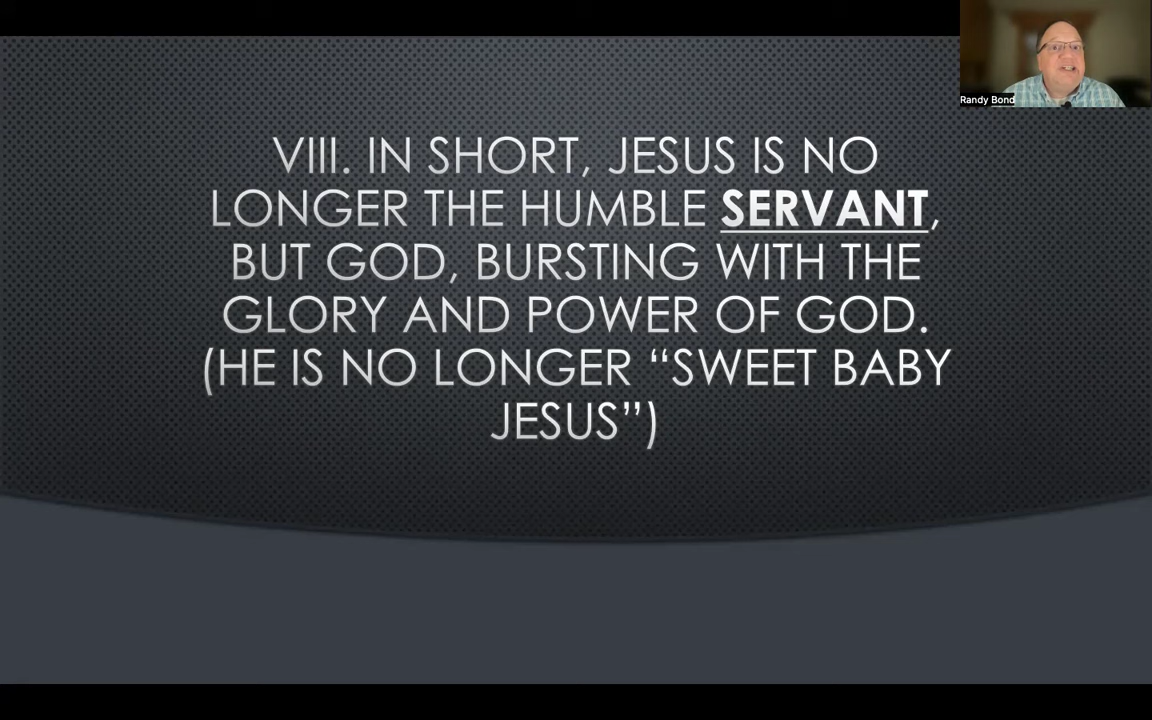 Randy Bond
VIII. IN SHORT, JESUS IS NO
LONGER THE HUMBLE SERVANT,
BUT GOD, BURSTING WITH THE
GLORY AND POWER OF GOD.
(HE IS NO LONGER “SWEET BABY
JESUS”)